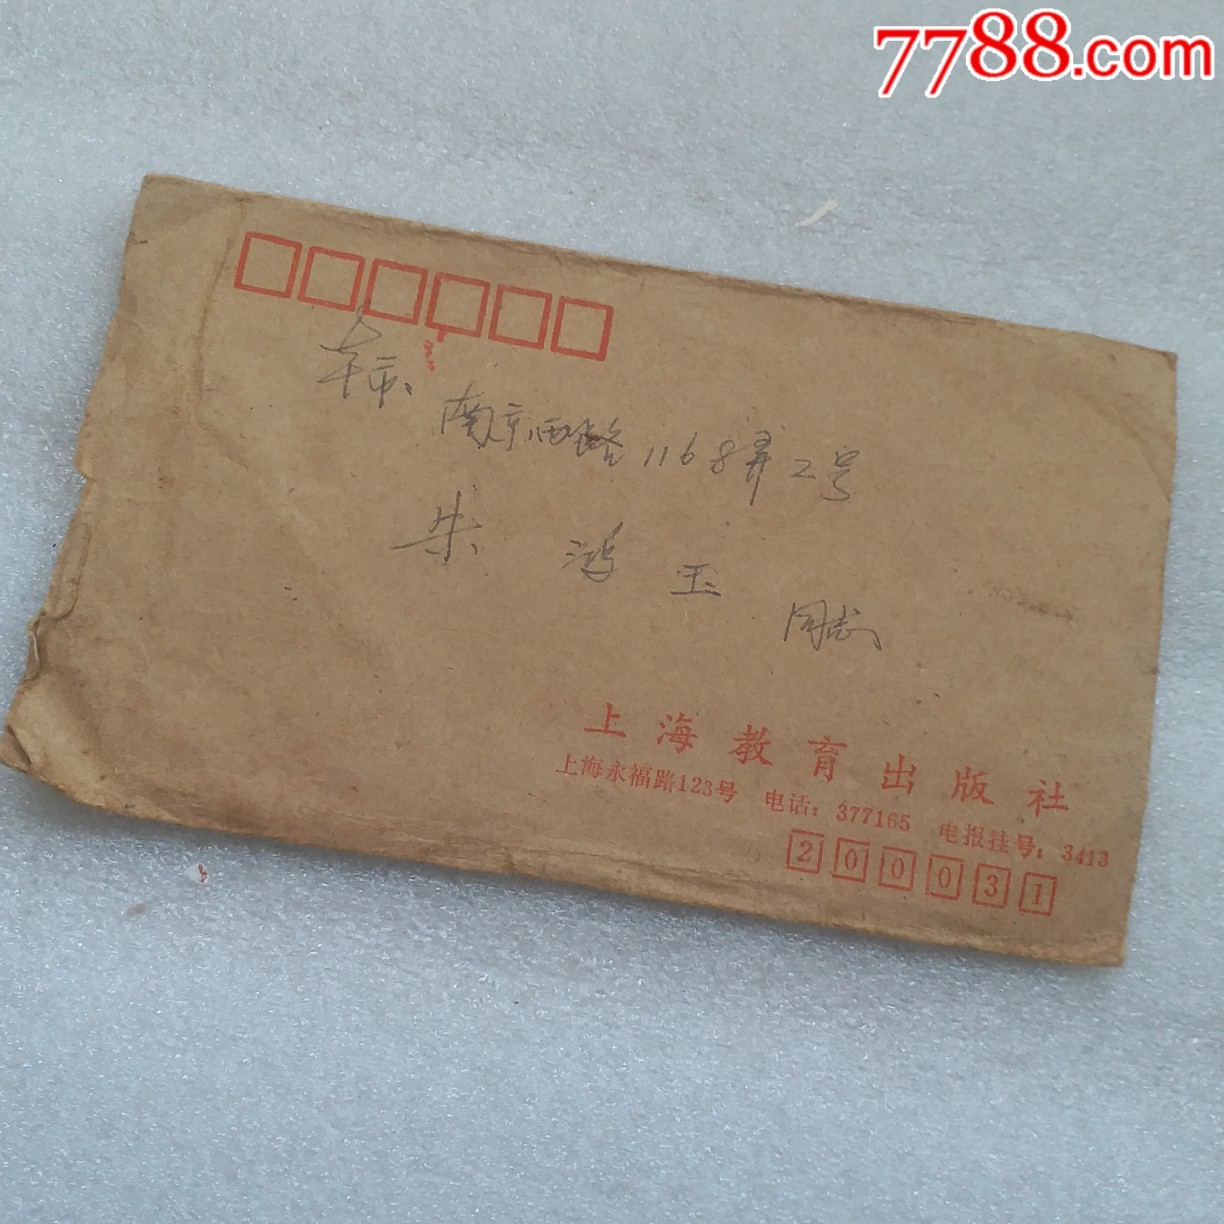 7788.com
本市、
南京西路1168弄2号
朱鸿玉同志
上海教育出版社
上海永福路123号 电话：377165 电报挂号：3413
200031